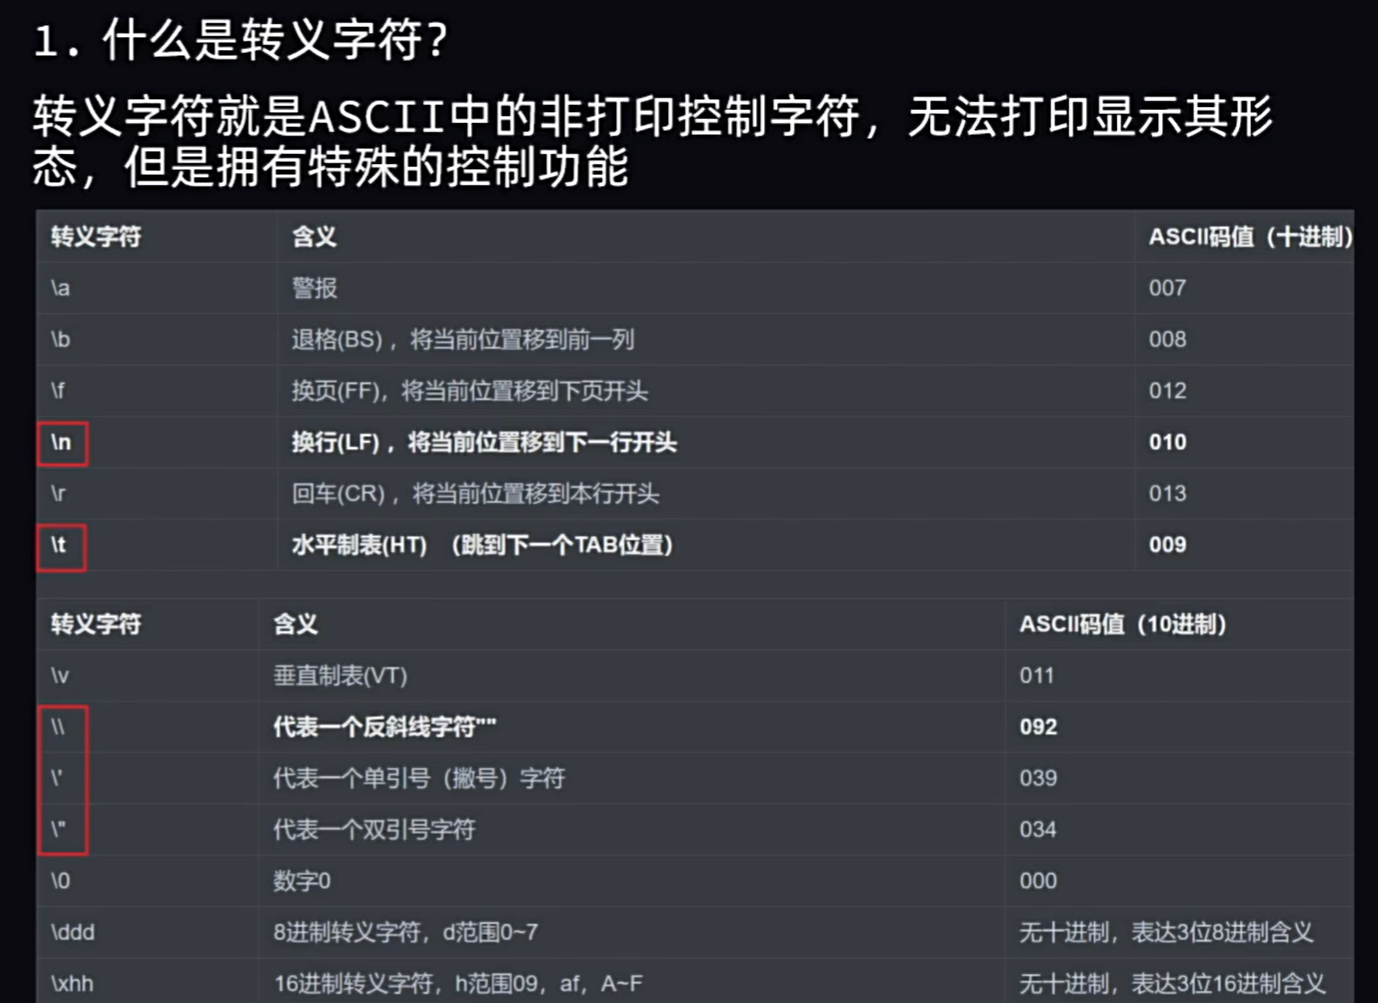 1. 什么是转义字符?
转义字符就是ASCII中的非打印控制字符，无法打印显示其形
态，但是拥有特殊的控制功能
转义字符 含义 ASCII码值（十进制）
\a 警报 007
\b 退格(BS) ，将当前位置移到前一列 008
\f 换页(FF)，将当前位置移到下页开头 012
\n 换行(LF) ，将当前位置移到下一行开头 010
\r 回车(CR) ，将当前位置移到本行开头 013
\t 水平制表(HT) （跳到下一个TAB位置） 009
转义字符 含义 ASCII码值（10进制）
\v 垂直制表(VT) 011
\\ 代表一个反斜线字符"" 092
\' 代表一个单引号（撇号）字符 039
\" 代表一个双引号字符 034
\0 数字0 000
\ddd 8进制转义字符，d范围0~7 无十进制，表达3位8进制含义
\xhh 16进制转义字符，h范围09，af，A~F 无十进制，表达3位16进制含义